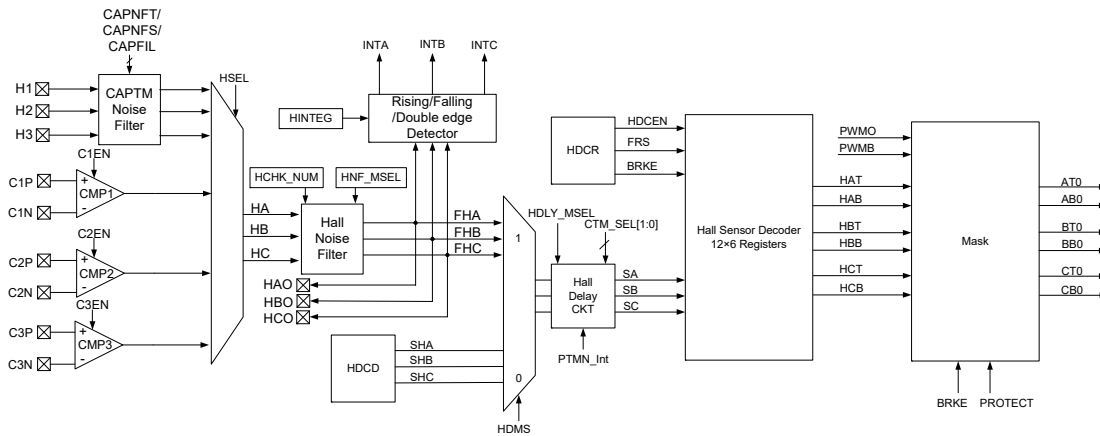 CAPNFT/
CAPNFS/
CAPFIL
H1
H2
H3
CAPTM
Noise
Filter
HSEL
C1EN
C1P
C1N
+
-
CMP1
C2EN
C2P
C2N
+
-
CMP2
C3EN
C3P
C3N
+
-
CMP3
HA
HB
HC
HCHK_NUM
HNF_MSEL
Hall
Noise
Filter
INTA
INTB
INTC
HINTEG
Rising/Falling
/Double edge
Detector
FHA
FHB
FHC
HAO
HBO
HCO
HDCD
SHA
SHB
SHC
1
0
HDMS
HDLY_MSEL
CTM_SEL[1:0]
Hall
Delay
CKT
PTMN_Int
SA
SB
SC
HDCR
HDCEN
FRS
BRKE
Hall Sensor Decoder
12×6 Registers
HAT
HAB
HBT
HBB
HCT
HCB
PWMO
PWMB
Mask
BRKE
PROTECT
AT0
AB0
BT0
BB0
CT0
CB0